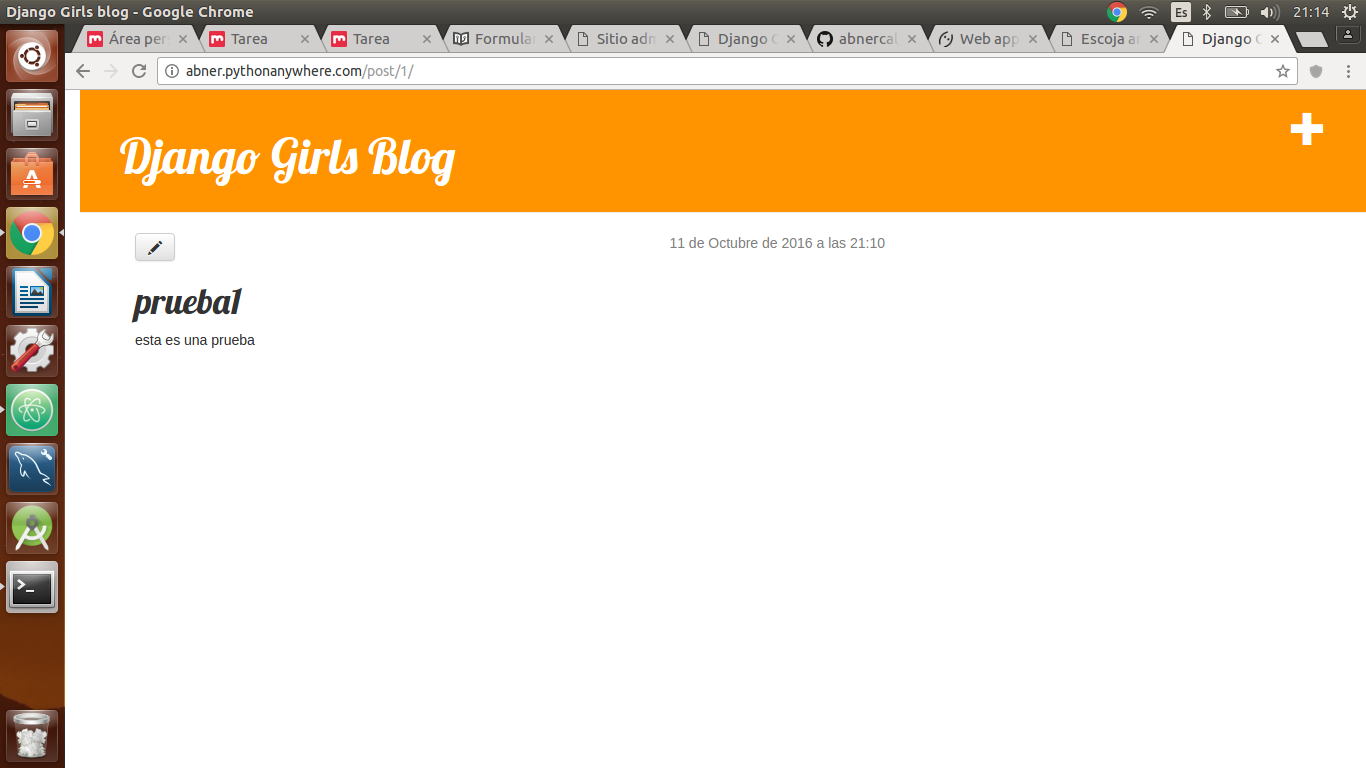 Django Girls blog - Google Chrome
Es
21:14
Área per
Tarea
Tarea
Formula
Sitio adm
Django
abnercal
Web app
Escoja
Django
abner.pythonanywhere.com/post/1/
Django Girls Blog
11 de Octubre de 2016 a las 21:10
prueba1
esta es una prueba